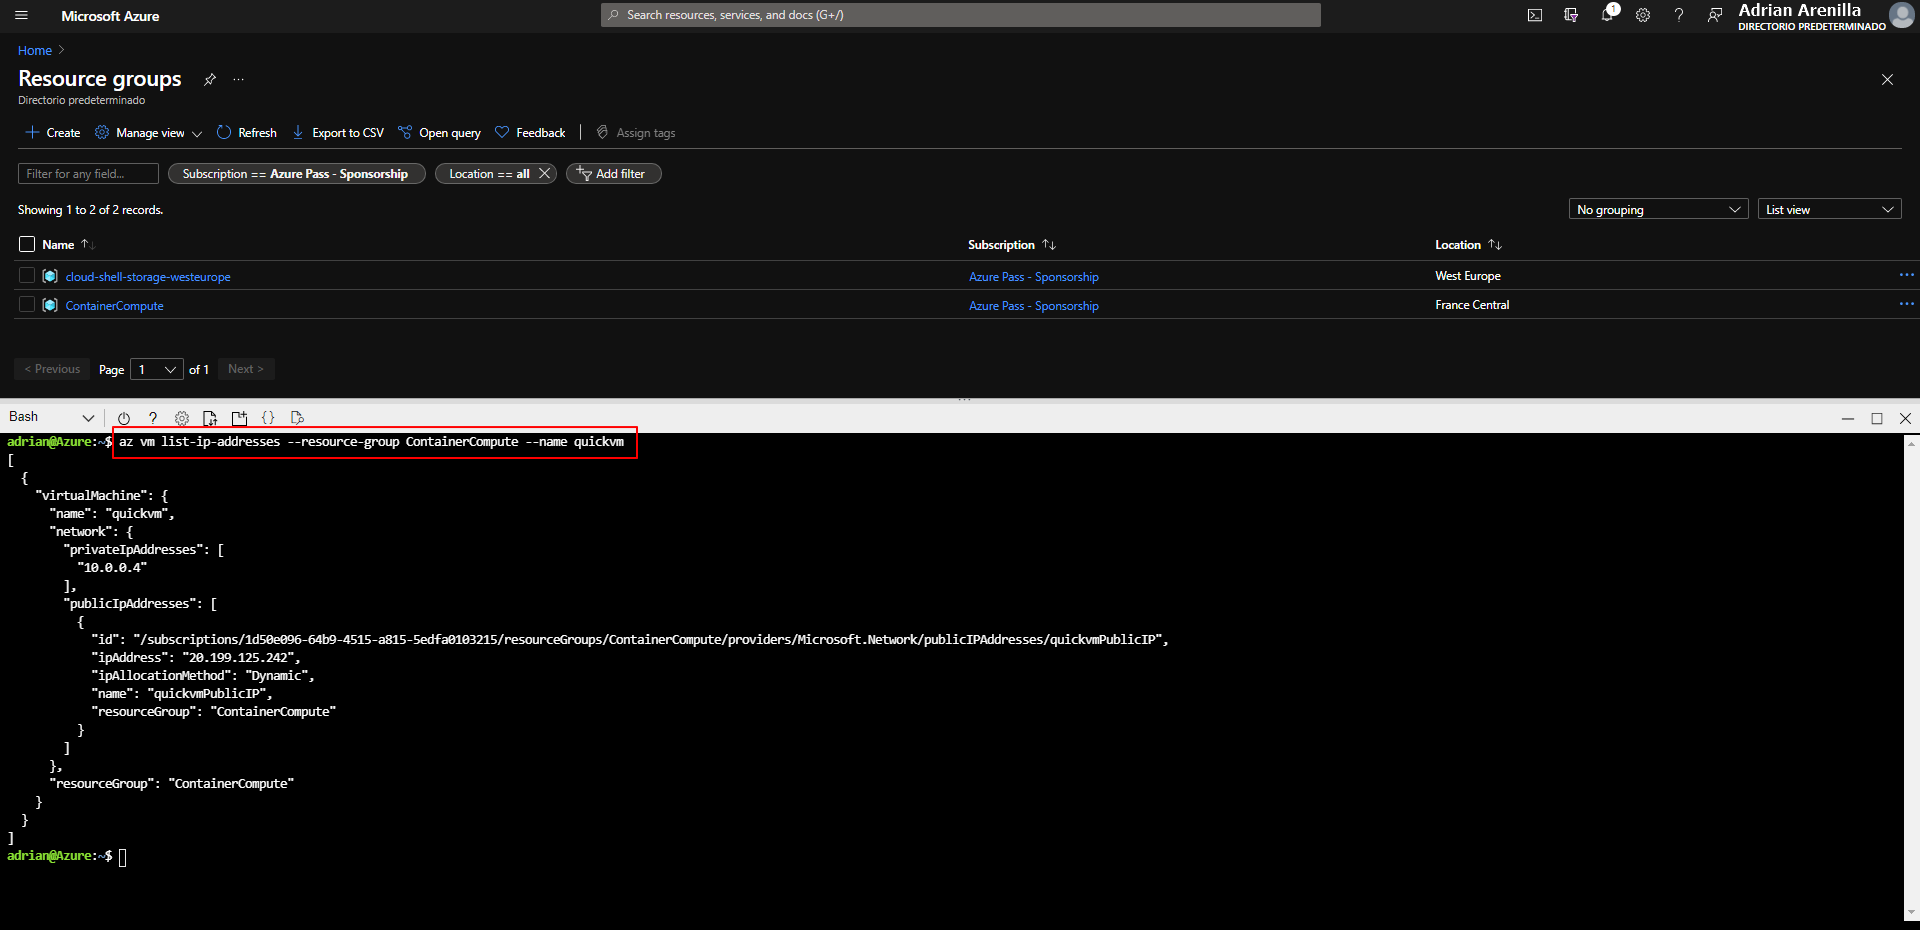 Microsoft Azure
Search resources, services, and docs (G+/)
1
Adrian Arenilla
DIRECTORIO PREDETERMINADO
Home
Resource groups
Directorio predeterminado
Create Manage view Refresh Export to CSV Open query Feedback Assign tags
Filter for any field... Subscription == Azure Pass - Sponsorship Location == all Add filter
Showing 1 to 2 of 2 records. No grouping List view
Name Subscription Location
cloud-shell-storage-westeurope Azure Pass - Sponsorship West Europe
ContainerCompute Azure Pass - Sponsorship France Central
< Previous Page 1 of 1 Next >
Bash
adrian@Azure:~$ az vm list-ip-addresses --resource-group ContainerCompute --name quickvm
[
{
"virtualMachine": {
"name": "quickvm",
"network": {
"privateIpAddresses": [
"10.0.0.4"
],
"publicIpAddresses": [
{
"id": "/subscriptions/1d50e096-64b9-4515-a815-5edfa0103215/resourceGroups/ContainerCompute/providers/Microsoft.Network/publicIPAddresses/quickvmPublicIP",
"ipAddress": "20.199.125.242",
"ipAllocationMethod": "Dynamic",
"name": "quickvmPublicIP",
"resourceGroup": "ContainerCompute"
}
]
},
"resourceGroup": "ContainerCompute"
}
}
]
adrian@Azure:~$